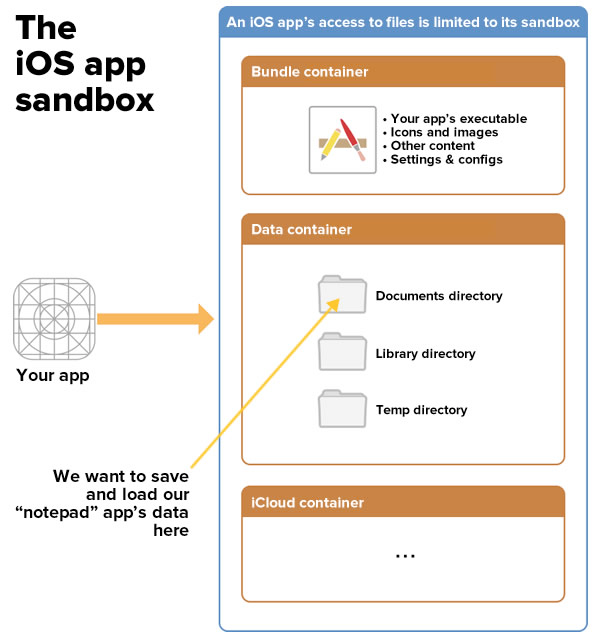 The
iOS app
sandbox
An iOS app’s access to files is limited to its sandbox
Bundle container
• Your app’s executable
• Icons and images
• Other content
• Settings & configs
Data container
Documents directory
Library directory
Temp directory
Your app
We want to save
and load our
“notepad” app’s data
here
iCloud container
...